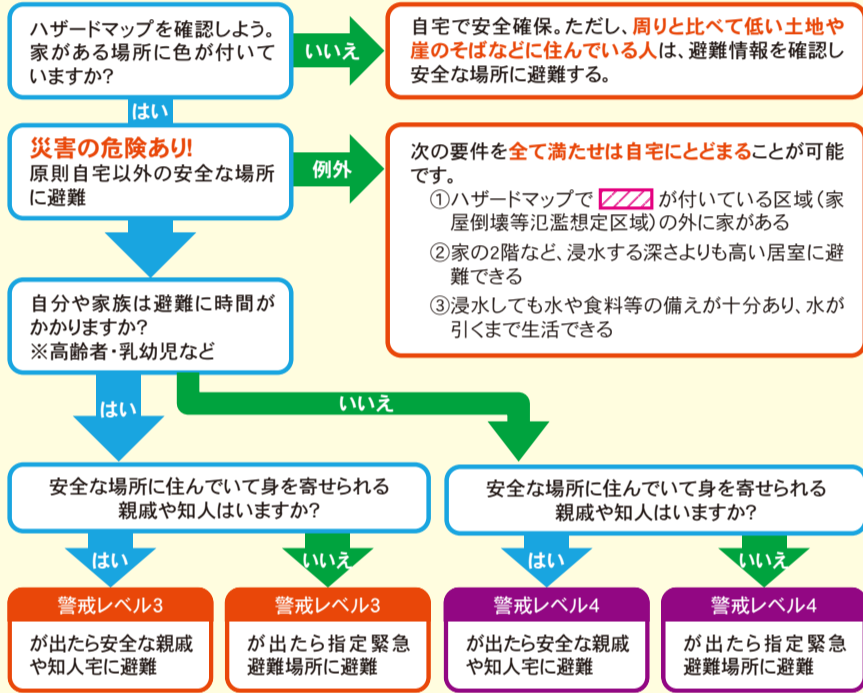 ハザードマップを確認しよう。
家がある場所に色が付いて
いますか?
いいえ
自宅で安全確保。ただし、周りと比べて低い土地や
崖のそばなどに住んでいる人は、避難情報を確認し
安全な場所に避難する。
はい
災害の危険あり!
原則自宅以外の安全な場所
に避難
例外
次の要件を全て満たせは自宅にとどまることが可能
です。
①ハザードマップで が付いている区域(家
屋倒壊等氾濫想定区域)の外に家がある
②家の2階など、浸水する深さよりも高い居室に避
難できる
③浸水しても水や食料等の備えが十分あり、水が
引くまで生活できる
自分や家族は避難に時間が
かかりますか?
※高齢者・乳幼児など
はい
いいえ
安全な場所に住んでいて身を寄せられる
親戚や知人はいますか?
安全な場所に住んでいて身を寄せられる
親戚や知人はいますか?
はい
いいえ
はい
いいえ
警戒レベル3
が出たら安全な親戚
や知人宅に避難
警戒レベル3
が出たら指定緊急
避難場所に避難
警戒レベル4
が出たら安全な親戚
や知人宅に避難
警戒レベル4
が出たら指定緊急
避難場所に避難